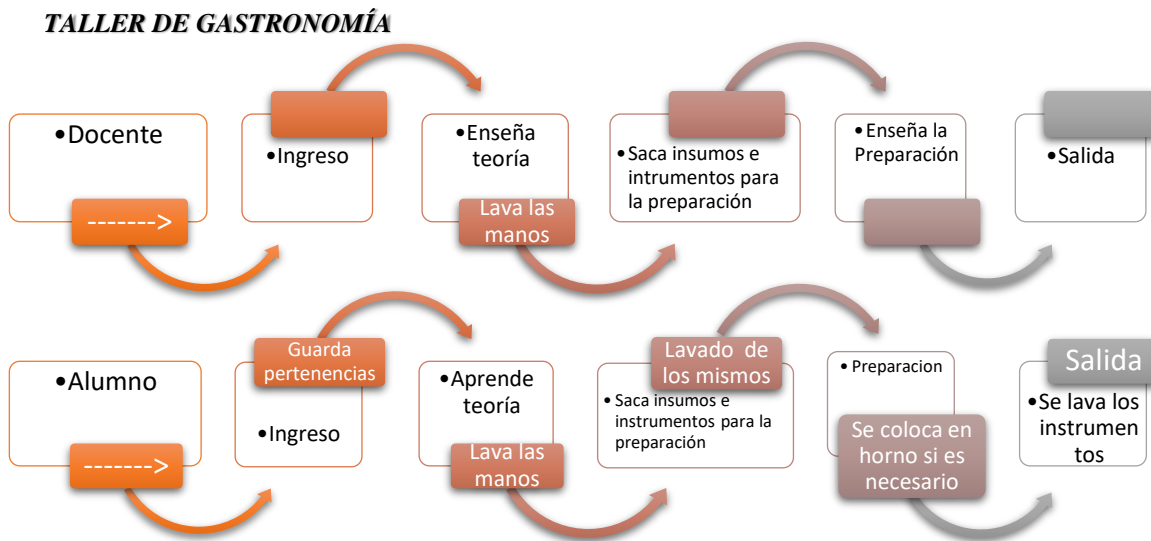 TALLER DE GASTRONOMÍA
•Docente
------->
•Ingreso
•Enseña
teoría
Lava las
manos
•Saca insumos e
intrumentos para
la preparación
•Enseña la
Preparación
•Salida
•Alumno
------->
Guarda
pertenencias
•Ingreso
•Aprende
teoría
Lava las
manos
Lavado de
los mismos
•Saca insumos e
instrumentos para la
preparación
•Preparacion
Se coloca en
horno si es
necesario
Salida
•Se lava los
instrumen
tos